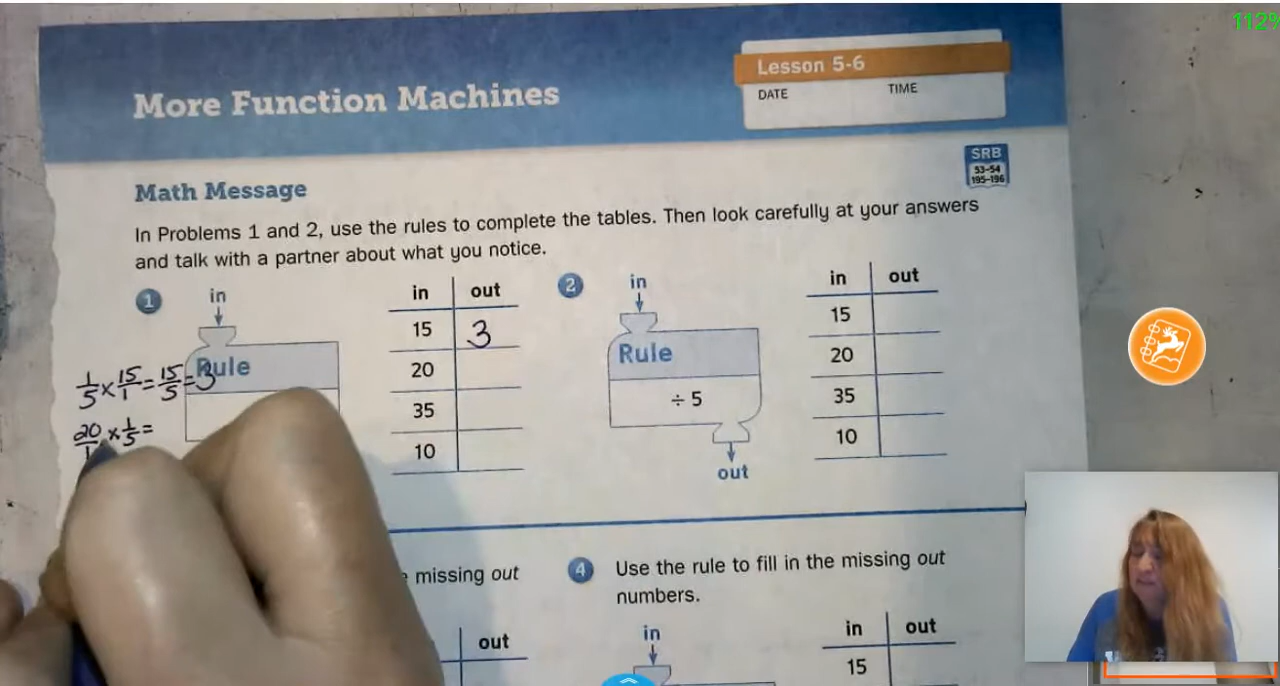 112%
Lesson 5-6
DATE TIME
More Function Machines
SRB
53-54
195-196
Math Message
In Problems 1 and 2, use the rules to complete the tables. Then look carefully at your answers
and talk with a partner about what you notice.
1
in
Rule
1/5 × 15/1 = 15/5 = 3
20/1 × 1/5 =
in out
15 3
20
35
10
2
in
Rule
÷ 5
out
in out
15
20
35
10
missing out
out
4 Use the rule to fill in the missing out
numbers.
in
in out
15